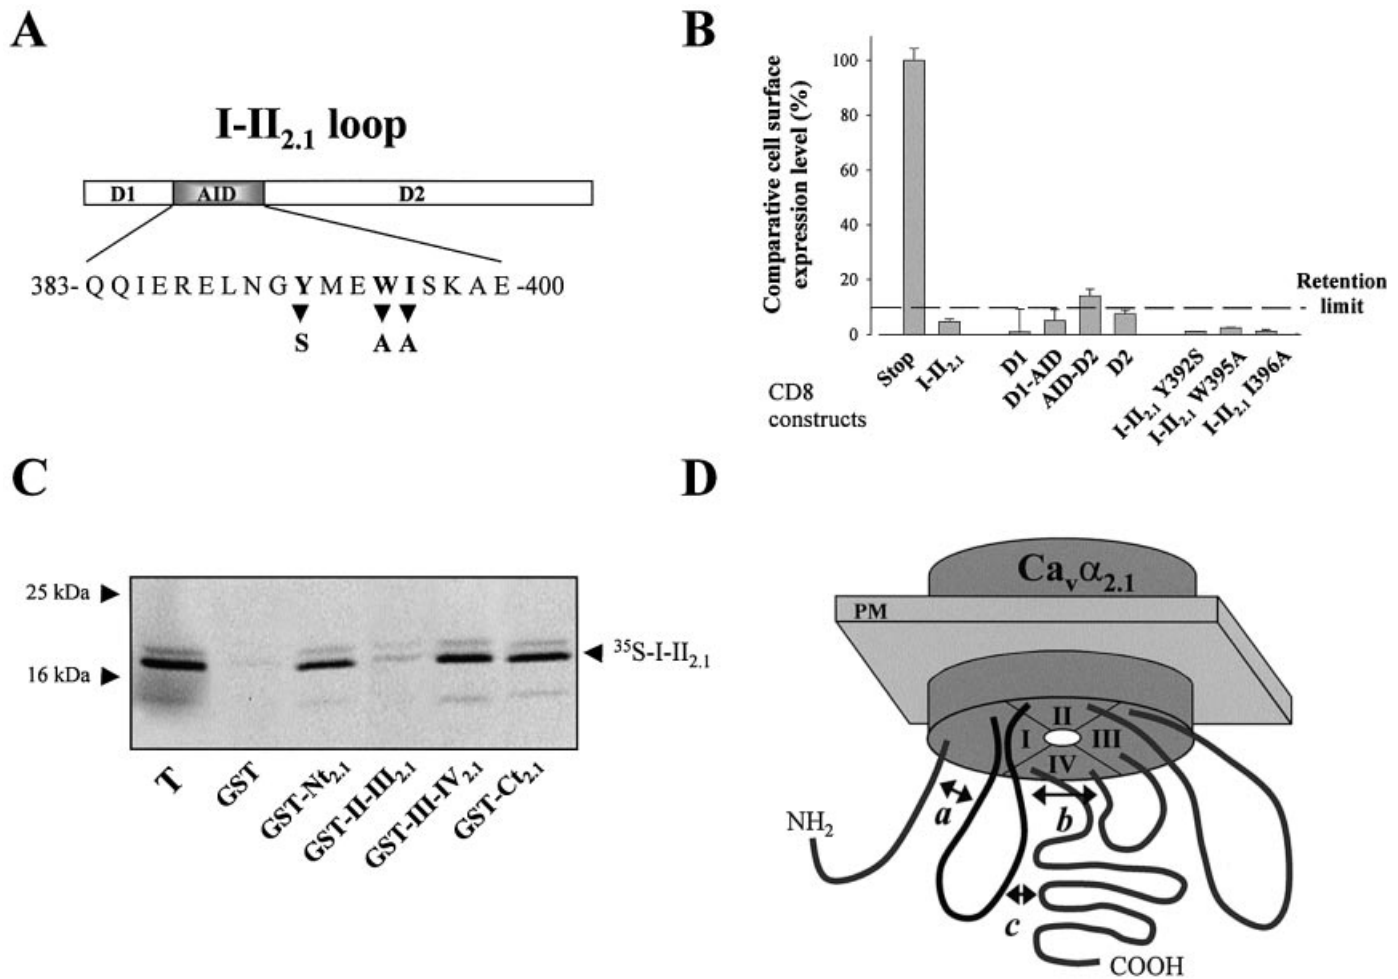 A
I-II2.1 loop
D1 AID D2
383- Q Q I E R E L N G Y M E W I S K A E -400
S A A
B
Comparative cell surface
expression level (%)
100
80
60
40
20
0
Retention
limit
CD8
constructs
Stop
I-II2.1
D1
D1-AID
AID-D2
D2
I-II2.1 Y392S
I-II2.1 W395A
I-II2.1 I396A
C
25 kDa
16 kDa
35S-I-II2.1
T
GST
GST-Nt2.1
GST-II-III2.1
GST-III-IV2.1
GST-Ct2.1
D
Cavα2.1
PM
II
I III
IV
a
b
NH2
c
COOH